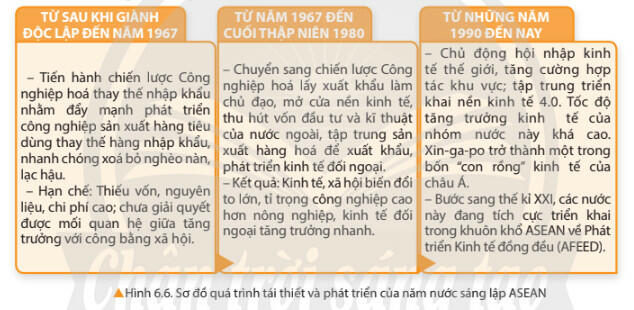 TỪ SAU KHI GIÀNH
ĐỘC LẬP ĐẾN NĂM 1967
– Tiến hành chiến lược Công
nghiệp hoá thay thế nhập khẩu
nhằm đẩy mạnh phát triển
công nghiệp sản xuất hàng tiêu
dùng thay thế hàng nhập khẩu,
nhanh chóng xoá bỏ nghèo nàn,
lạc hậu.
– Hạn chế: Thiếu vốn, nguyên
liệu, chi phí cao; chưa giải quyết
được mối quan hệ giữa tăng
trưởng với công bằng xã hội.
TỪ NĂM 1967 ĐẾN
CUỐI THẬP NIÊN 1980
– Chuyển sang chiến lược Công
nghiệp hoá lấy xuất khẩu làm
chủ đạo, mở cửa nền kinh tế,
thu hút vốn đầu tư và kĩ thuật
của nước ngoài, tập trung sản
xuất hàng hoá để xuất khẩu,
phát triển kinh tế đối ngoại.
– Kết quả: Kinh tế, xã hội biến đổi
to lớn, tỉ trọng công nghiệp cao
hơn nông nghiệp, kinh tế đối
ngoại tăng trưởng nhanh.
TỪ NHỮNG NĂM
1990 ĐẾN NAY
– Chủ động hội nhập kinh
tế thế giới, tăng cường hợp
tác khu vực; tập trung triển
khai nền kinh tế 4.0. Tốc độ
tăng trưởng kinh tế của
nhóm nước này khá cao.
Xin-ga-po trở thành một trong
bốn “con rồng” kinh tế của
châu Á.
– Bước sang thế kỉ XXI, các nước
này đang tích cực triển khai
trong khuôn khổ ASEAN về Phát
triển Kinh tế đồng đều (AFEED).
Chân trời sáng tạo
▲Hình 6.6. Sơ đồ quá trình tái thiết và phát triển của năm nước sáng lập ASEAN